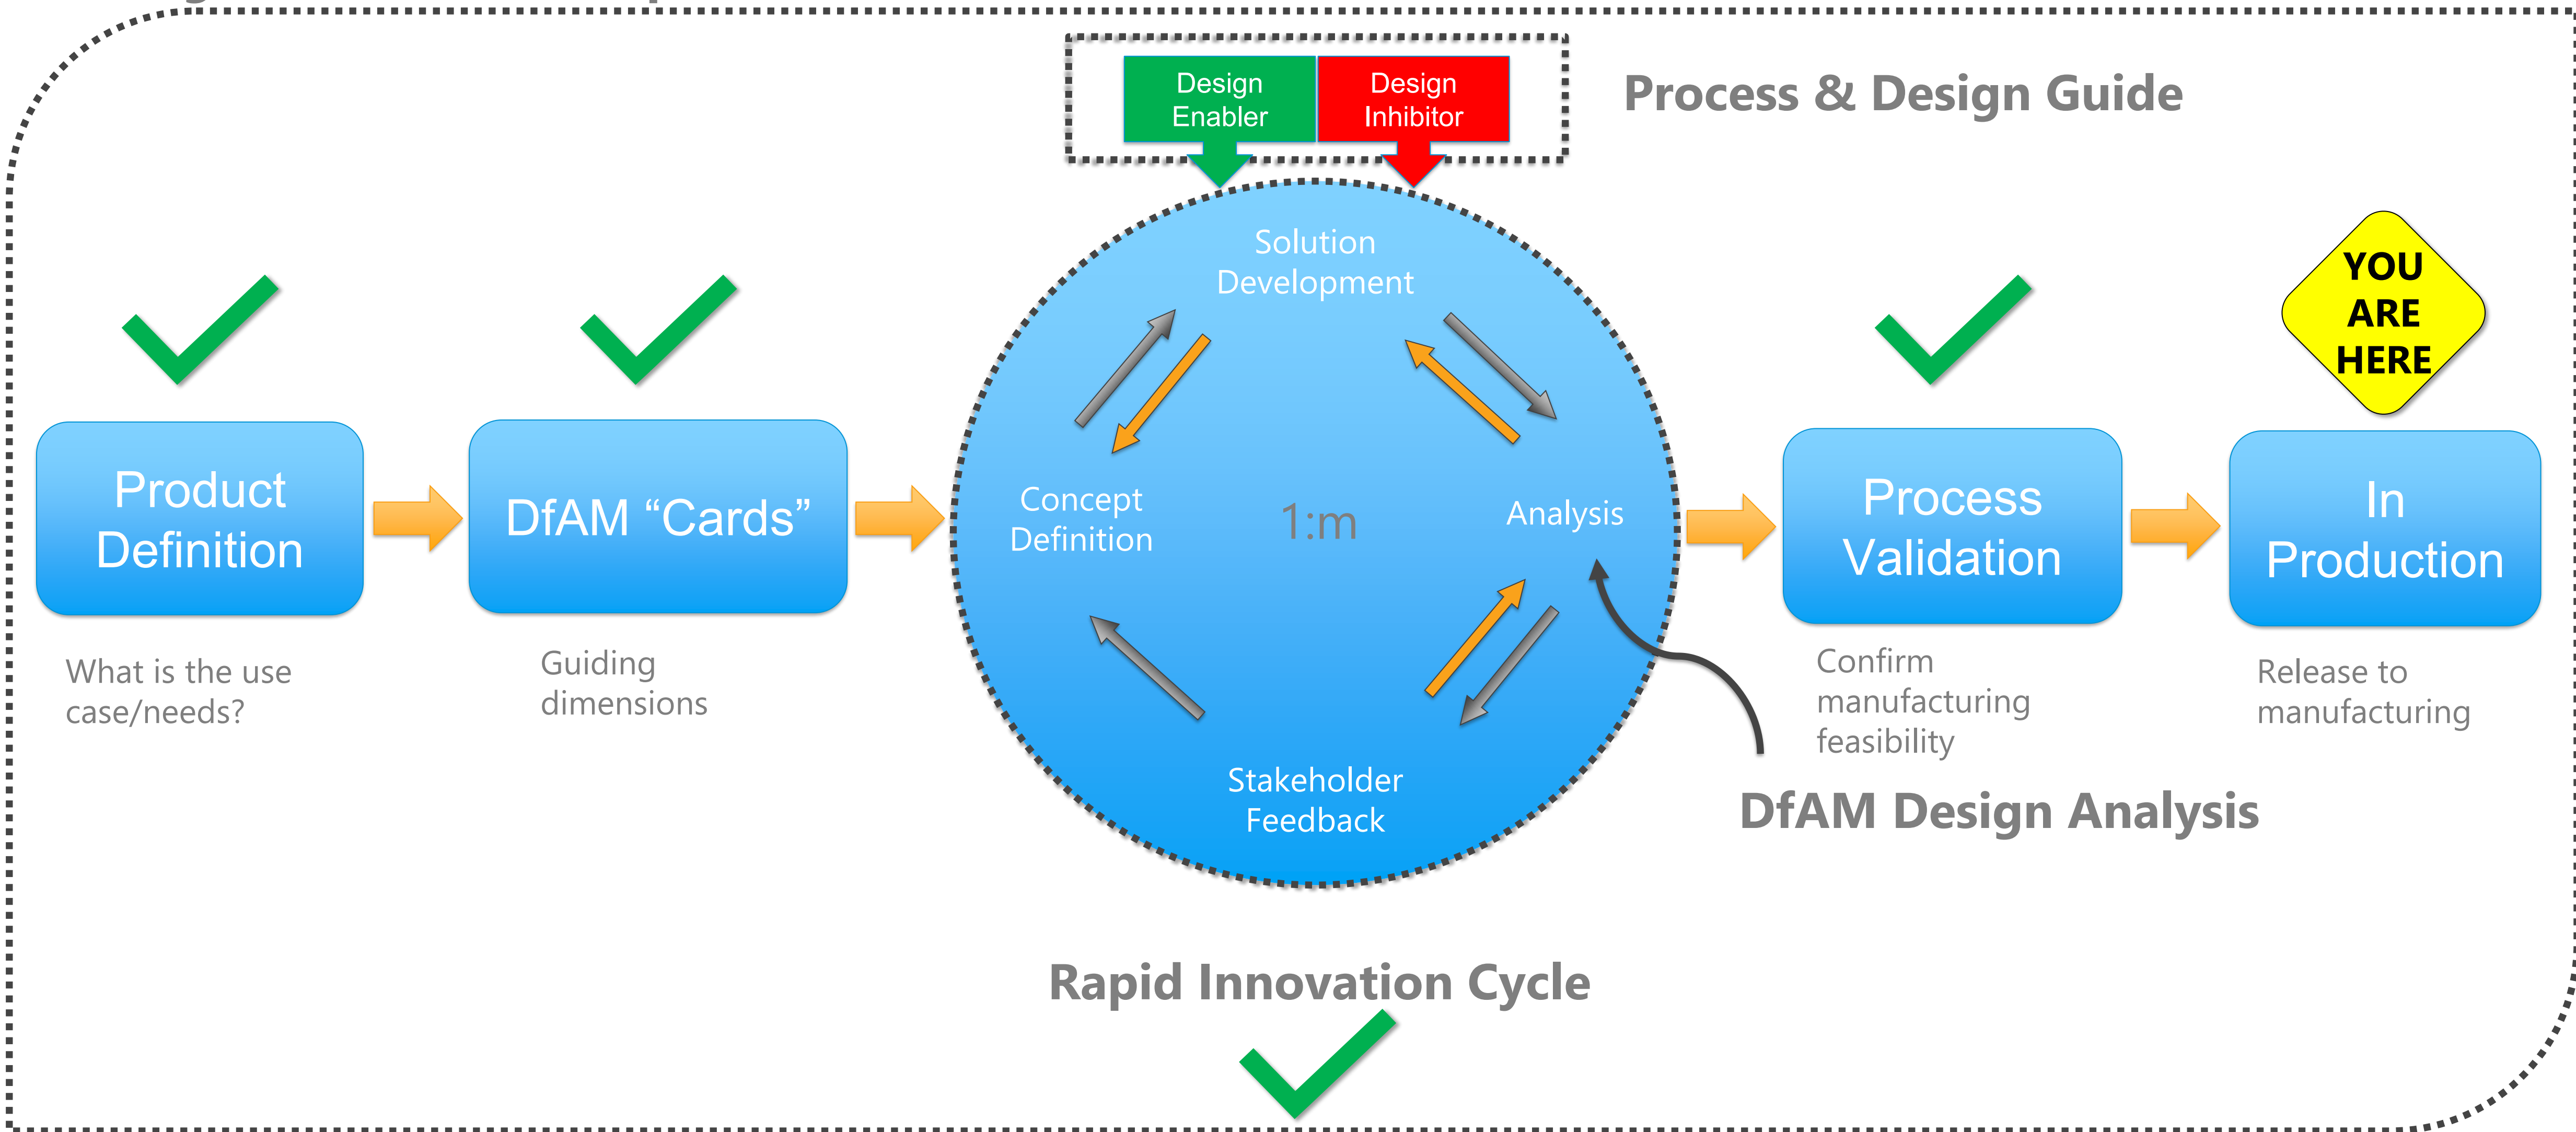 Design
Enabler
Design
Inhibitor
Process & Design Guide
YOU
ARE
HERE
Product
Definition
What is the use
case/needs?
DfAM “Cards”
Guiding
dimensions
Solution
Development
Concept
Definition
1:m
Analysis
Stakeholder
Feedback
Process
Validation
Confirm
manufacturing
feasibility
In
Production
Release to
manufacturing
DfAM Design Analysis
Rapid Innovation Cycle